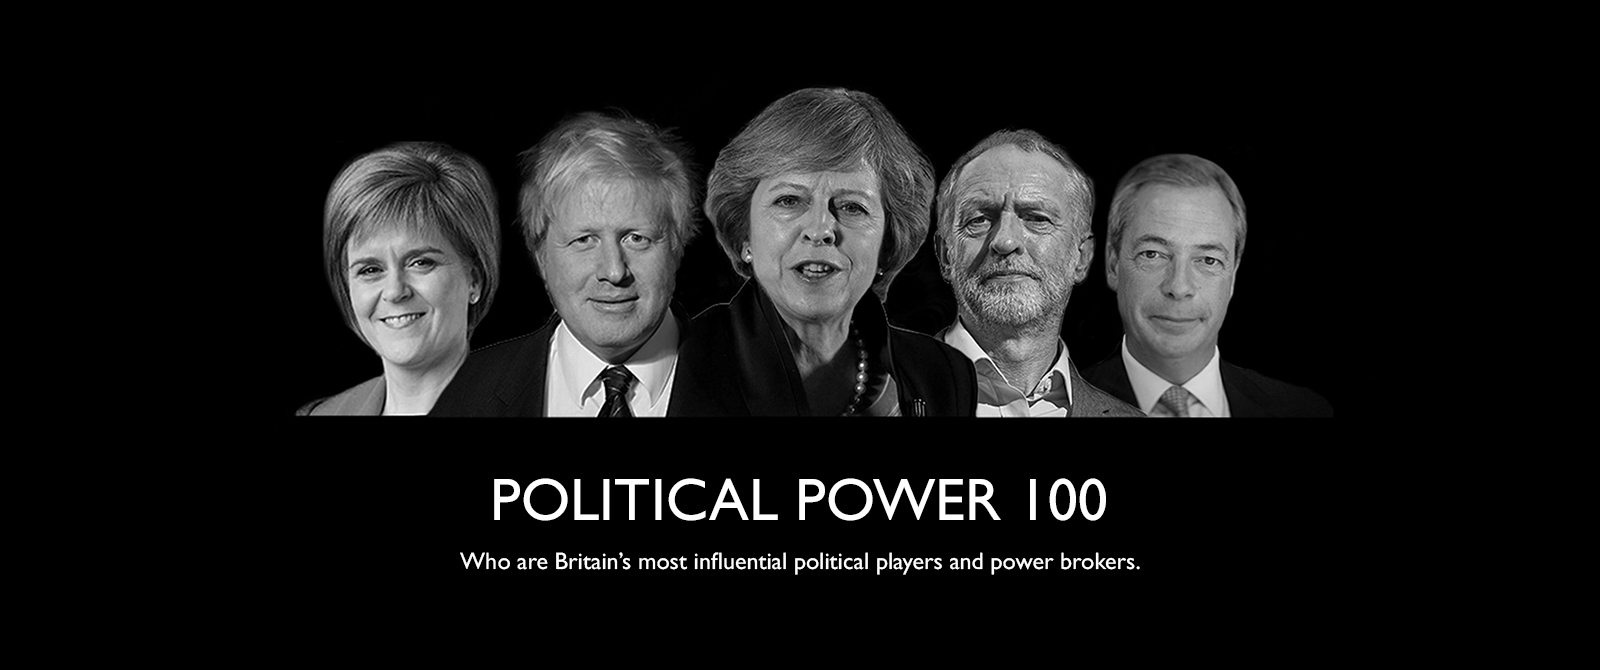 POLITICAL POWER 100
Who are Britain’s most influential political players and power brokers.